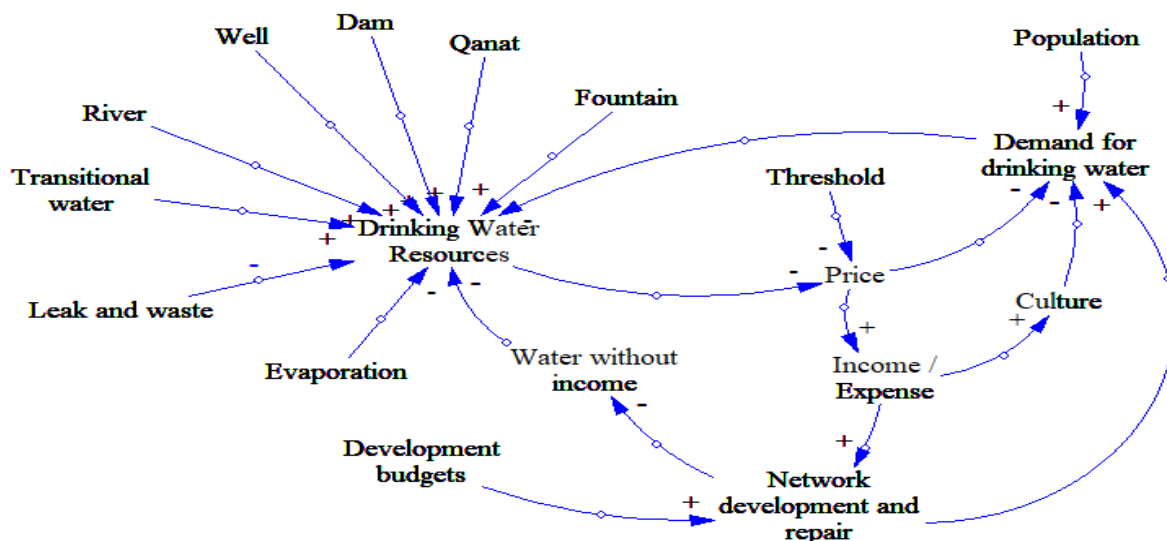 Dam
Well
Qanat
Population
Fountain
River
Demand for
drinking water
Transitional
water
Threshold
Drinking Water
Resources
Price
Leak and waste
Culture
Evaporation
Water without
income
Income /
Expense
Development
budgets
Network
development and
repair
+
+
+
+
+
+
+
-
-
-
-
-
-
-
-
+
+
+
+
+
-